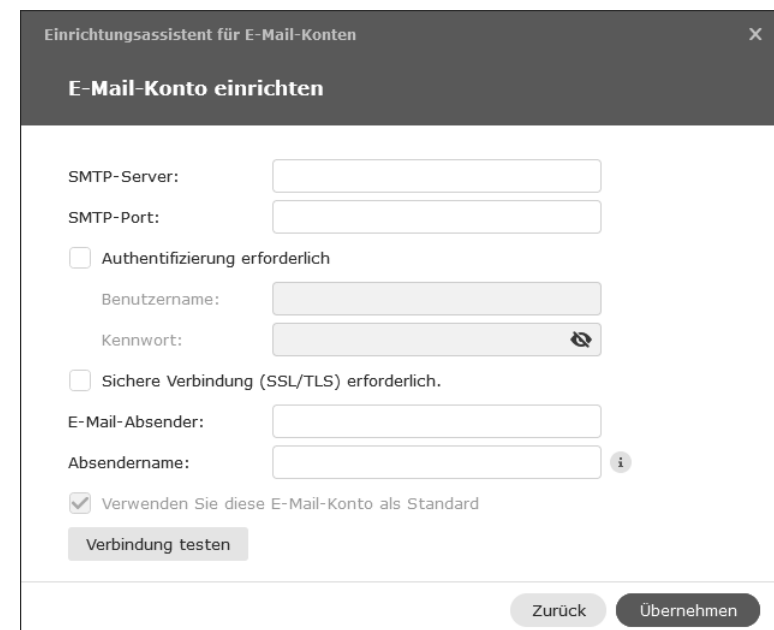 Einrichtungsassistent für E-Mail-Konten
E-Mail-Konto einrichten
SMTP-Server:
SMTP-Port:
Authentifizierung erforderlich
Benutzername:
Kennwort:
Sichere Verbindung (SSL/TLS) erforderlich.
E-Mail-Absender:
Absendername:
Verwenden Sie diese E-Mail-Konto als Standard
Verbindung testen
Zurück
Übernehmen